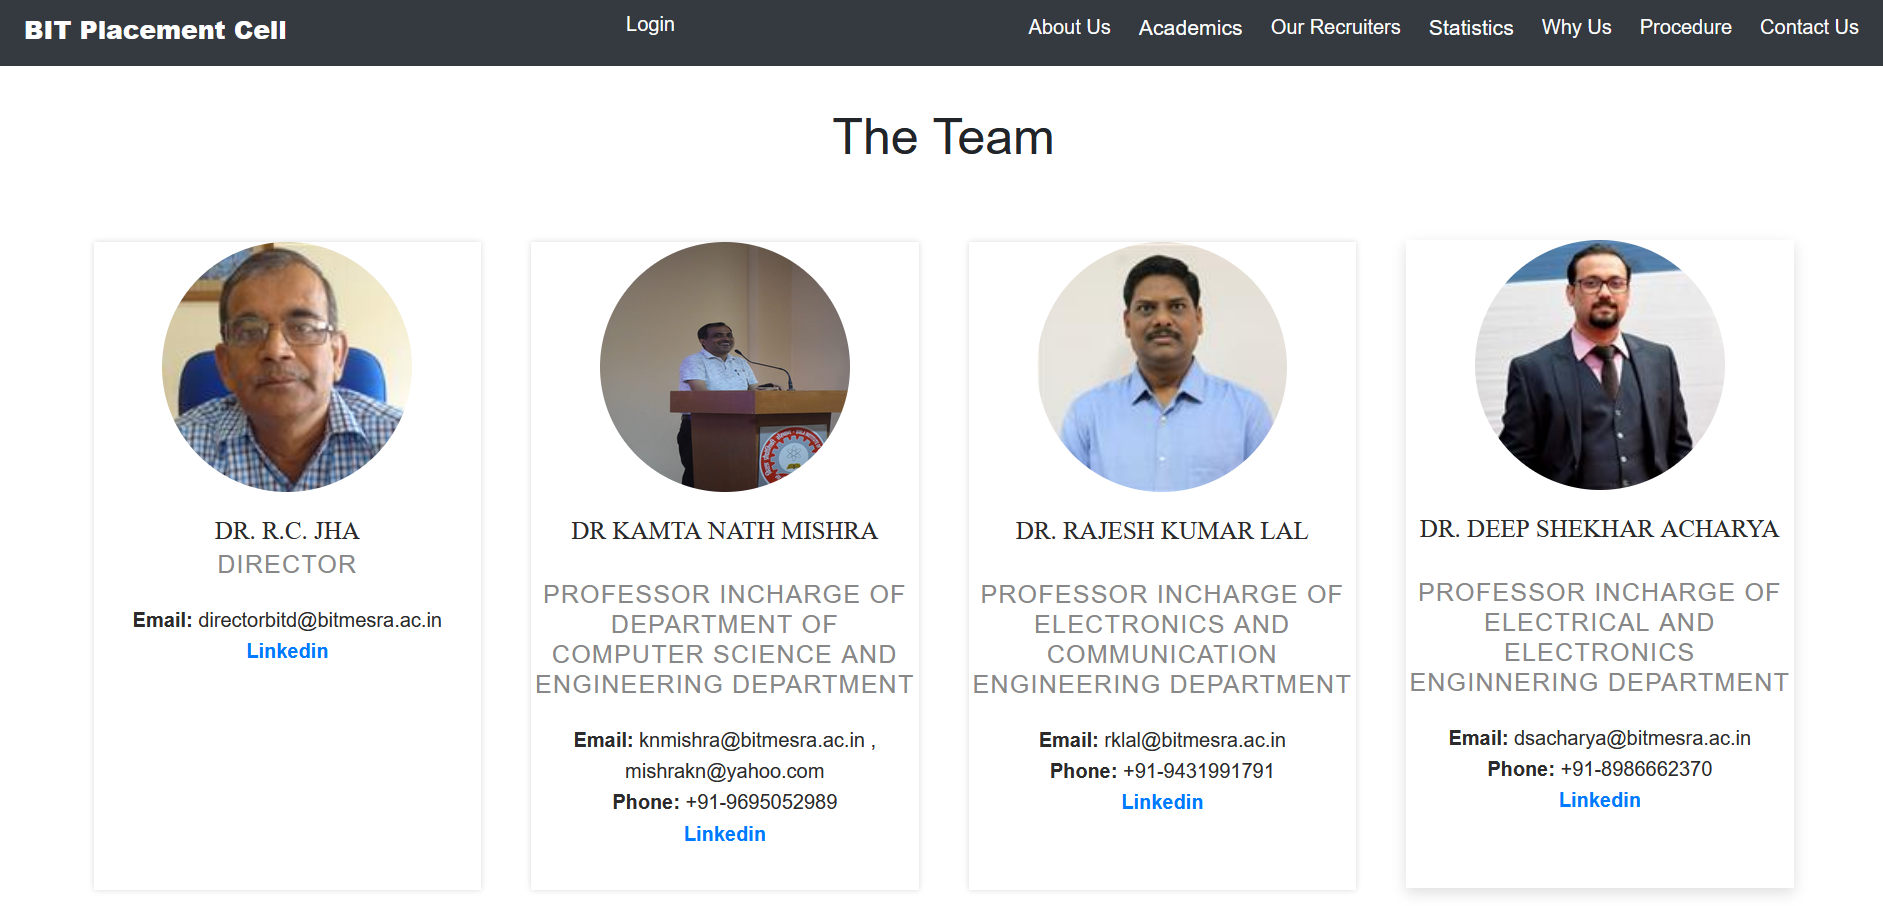 BIT Placement Cell
Login
About Us
Academics
Our Recruiters
Statistics
Why Us
Procedure
Contact Us
The Team
DR. R.C. JHA
DIRECTOR
Email: directorbitd@bitmesra.ac.in
Linkedin
DR KAMTA NATH MISHRA
PROFESSOR INCHARGE OF
DEPARTMENT OF
COMPUTER SCIENCE AND
ENGINEERING DEPARTMENT
Email: knmishra@bitmesra.ac.in ,
mishrakn@yahoo.com
Phone: +91-9695052989
Linkedin
DR. RAJESH KUMAR LAL
PROFESSOR INCHARGE OF
ELECTRONICS AND
COMMUNICATION
ENGINEERING DEPARTMENT
Email: rklal@bitmesra.ac.in
Phone: +91-9431991791
Linkedin
DR. DEEP SHEKHAR ACHARYA
PROFESSOR INCHARGE OF
ELECTRICAL AND
ELECTRONICS
ENGINNERING DEPARTMENT
Email: dsacharya@bitmesra.ac.in
Phone: +91-8986662370
Linkedin